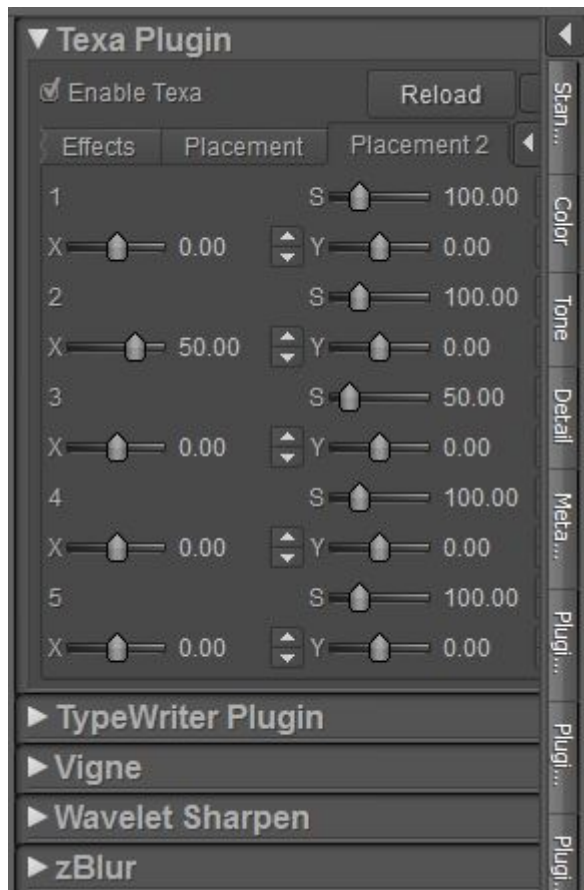 Texa Plugin
Enable Texa
Reload
Effects Placement Placement 2
1 S 100.00
X 0.00 Y 0.00
2 S 100.00
X 50.00 Y 0.00
3 S 50.00
X 0.00 Y 0.00
4 S 100.00
X 0.00 Y 0.00
5 S 100.00
X 0.00 Y 0.00
TypeWriter Plugin
Vigne
Wavelet Sharpen
zBlur
Stan...
Color
Tone
Detail
Meta...
Plugi...
Plugi...
Plugi...